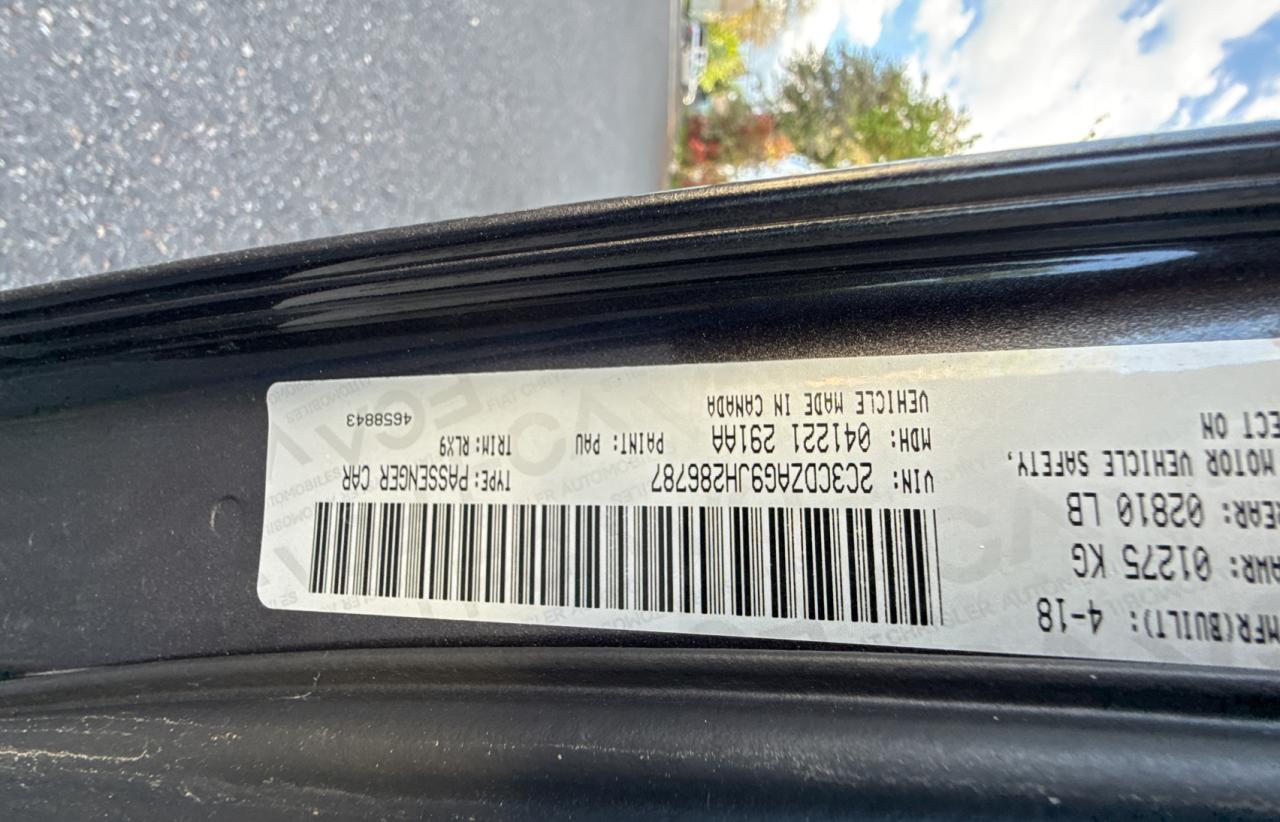 MFR(BUILT): 4-18
AWR: 01275 KG
EAR: 02810 LB
MOTOR VEHICLE SAFETY,
ECT ON
VIN: 2C3CDZAG9JH286787 TYPE: PASSENGER CAR
MDH: 041221 291AA PAINT: PAU TRIM: RLX9
VEHICLE MADE IN CANADA 4658843